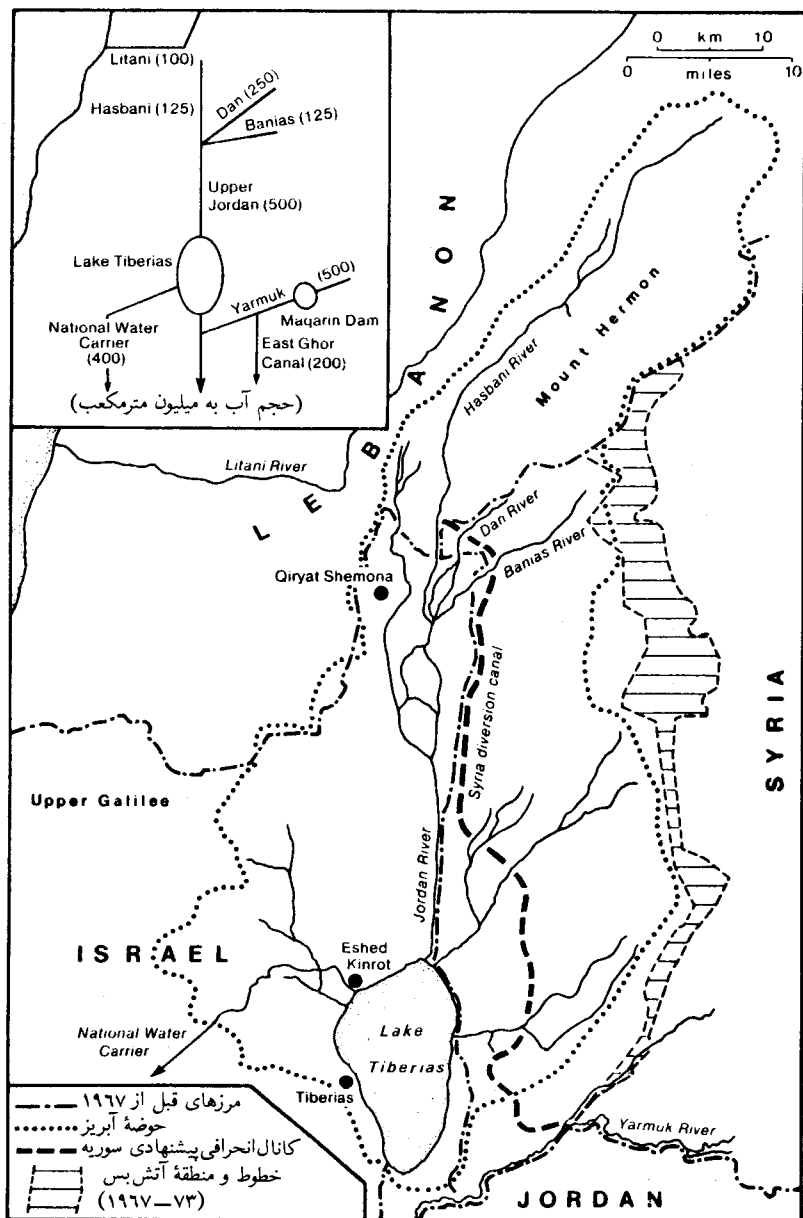 Litani (100)
Hasbani (125)
Dan (250)
Banias (125)
Upper
Jordan (500)
Lake Tiberias
Yarmuk (500)
Maqarin Dam
National Water
Carrier
(400)
East Ghor
Canal (200)
(حجم آب به میلیون مترمکعب)
0 km 10
0 miles 10
LEBANON
Mount Hermon
Hasbani River
Litani River
Dan River
Banias River
Qiryat Shemona
Syria diversion canal
SYRIA
Upper Galilee
Jordan River
ISRAEL
Eshed
Kinrot
National Water
Carrier
Lake
Tiberias
Tiberias
Yarmuk River
JORDAN
مرزهای قبل از ۱۹۶۷
حوضهٔ آبریز
کانال انحرافی پیشنهادی سوریه
خطوط و منطقهٔ آتش‌بس
(۱۹۶۷–۷۳)